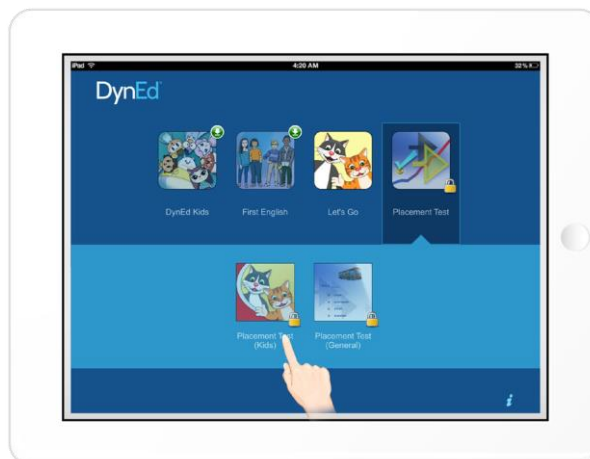 iPad
4:20 AM
32%
DynEd
DynEd Kids
First English
Let's Go
Placement Test
Placement Test
(Kids)
Placement Test
(General)
i